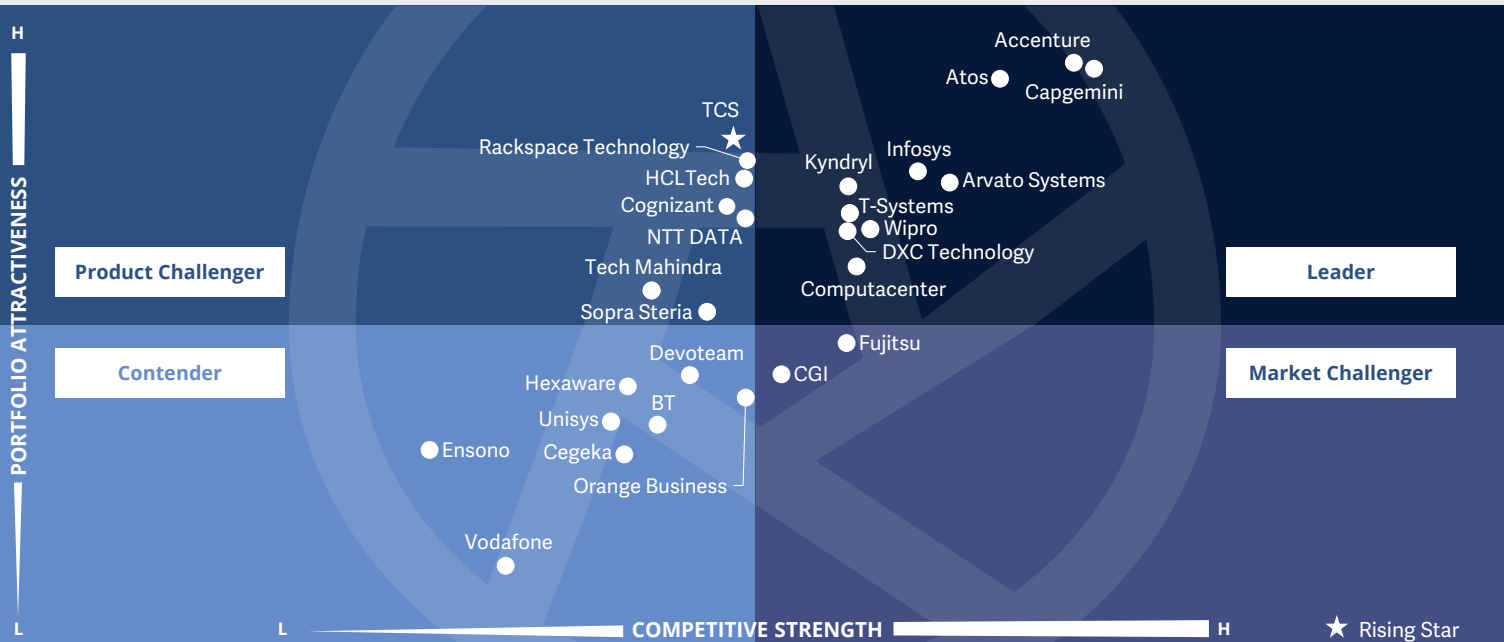 H
Accenture
Atos
Capgemini
TCS
Rackspace Technology
Infosys
Kyndryl
HCLTech
Arvato Systems
Cognizant
T-Systems
Wipro
NTT DATA
DXC Technology
Tech Mahindra
Product Challenger
Leader
Computacenter
Sopra Steria
PORTFOLIO ATTRACTIVENESS
Fujitsu
Devoteam
Contender
CGI
Market Challenger
Hexaware
BT
Unisys
Ensono
Cegeka
Orange Business
Vodafone
L
L
COMPETITIVE STRENGTH
H
Rising Star